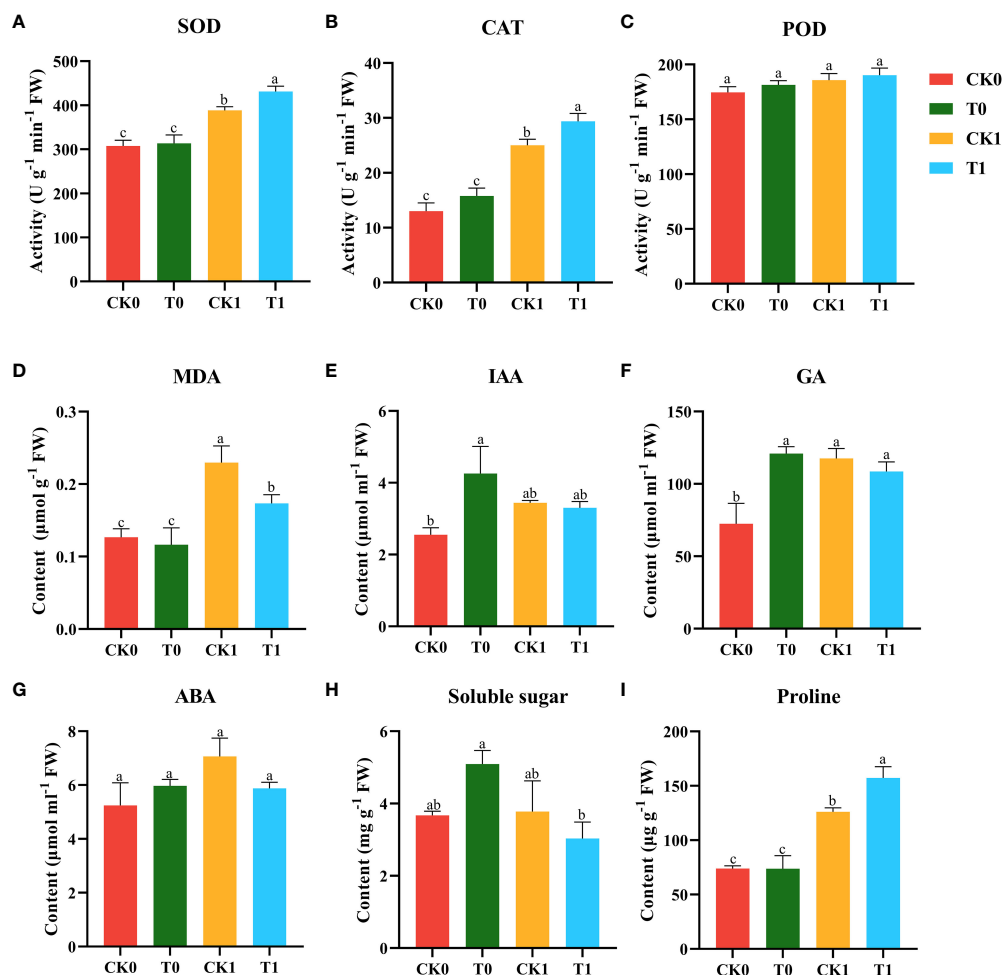 A
SOD
Activity (U g⁻¹ min⁻¹ FW)
500
400
300
200
100
0
c
c
b
a
CK0 T0 CK1 T1
B
CAT
Activity (U g⁻¹ min⁻¹ FW)
40
30
20
10
0
c
c
b
a
CK0 T0 CK1 T1
C
POD
Activity (U g⁻¹ min⁻¹ FW)
200
150
100
50
0
a
a
a
a
CK0 T0 CK1 T1
CK0
T0
CK1
T1
D
MDA
Content (μmol g⁻¹ FW)
0.3
0.2
0.1
0.0
c
c
a
b
CK0 T0 CK1 T1
E
IAA
Content (μmol ml⁻¹ FW)
6
4
2
0
b
a
ab
ab
CK0 T0 CK1 T1
F
GA
Content (μmol ml⁻¹ FW)
150
100
50
0
b
a
a
a
CK0 T0 CK1 T1
G
ABA
Content (μmol ml⁻¹ FW)
8
6
4
2
0
a
a
a
a
CK0 T0 CK1 T1
H
Soluble sugar
Content (mg g⁻¹ FW)
6
4
2
0
ab
a
ab
b
CK0 T0 CK1 T1
I
Proline
Content (μg g⁻¹ FW)
200
150
100
50
0
c
c
b
a
CK0 T0 CK1 T1